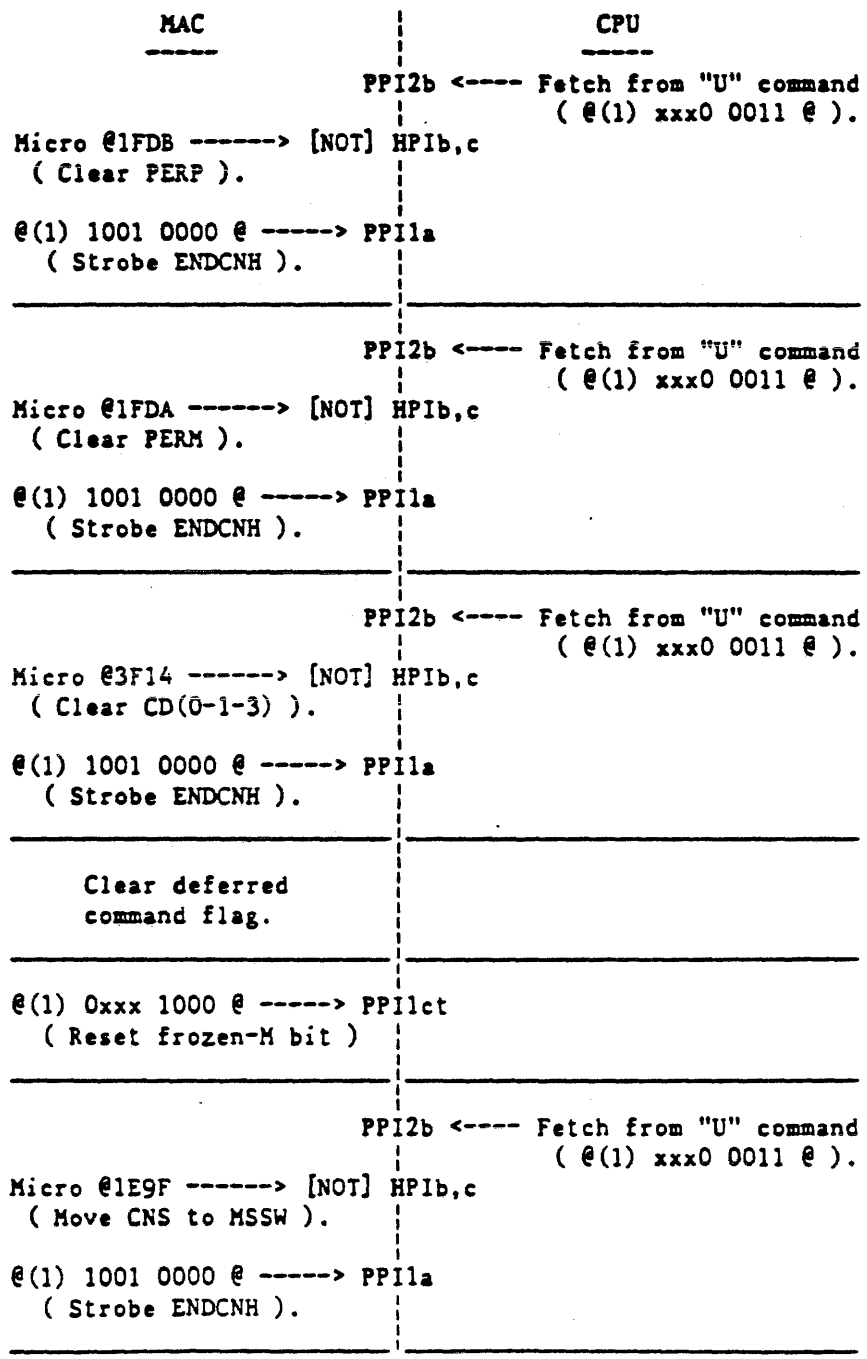 MAC CPU
PPI2b <---- Fetch from "U" command
( @(1) xxx0 0011 @ ).
Micro @1FDB ------> [NOT] HPIb,c
( Clear PERP ).
@(1) 1001 0000 @ -----> PPI1a
( Strobe ENDCNH ).
PPI2b <---- Fetch from "U" command
( @(1) xxx0 0011 @ ).
Micro @1FDA ------> [NOT] HPIb,c
( Clear PERM ).
@(1) 1001 0000 @ -----> PPI1a
( Strobe ENDCNH ).
PPI2b <---- Fetch from "U" command
( @(1) xxx0 0011 @ ).
Micro @3F14 ------> [NOT] HPIb,c
( Clear CD(0-1-3) ).
@(1) 1001 0000 @ -----> PPI1a
( Strobe ENDCNH ).
Clear deferred
command flag.
@(1) 0xxx 1000 @ -----> PPI1ct
( Reset frozen-M bit )
PPI2b <---- Fetch from "U" command
( @(1) xxx0 0011 @ ).
Micro @1E9F ------> [NOT] HPIb,c
( Move CNS to MSSW ).
@(1) 1001 0000 @ -----> PPI1a
( Strobe ENDCNH ).